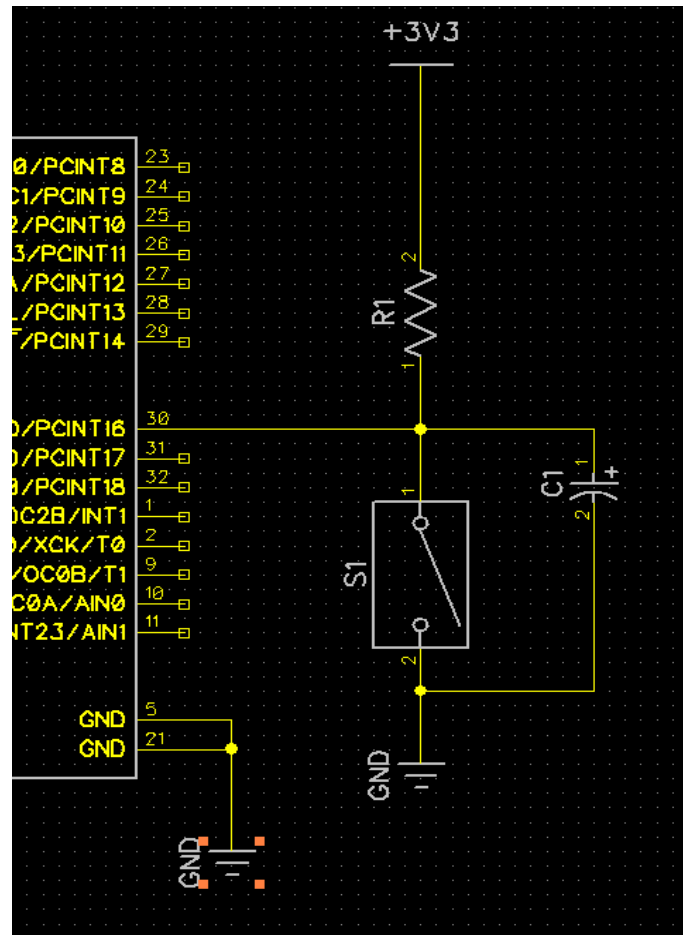 +3V3
0/PCINT8 23
C1/PCINT9 24
2/PCINT10 25
3/PCINT11 26
A/PCINT12 27
L/PCINT13 28
/PCINT14 29
2
R1
1
D/PCINT16 30
D/PCINT17 31
0/PCINT18 32
OC2B/INT1 1
0/XCK/T0 2
/OC0B/T1 9
C0A/AIN0 10
NT23/AIN1 11
1
C1
+
2
1
S1
2
GND 5
GND 21
GND
GND